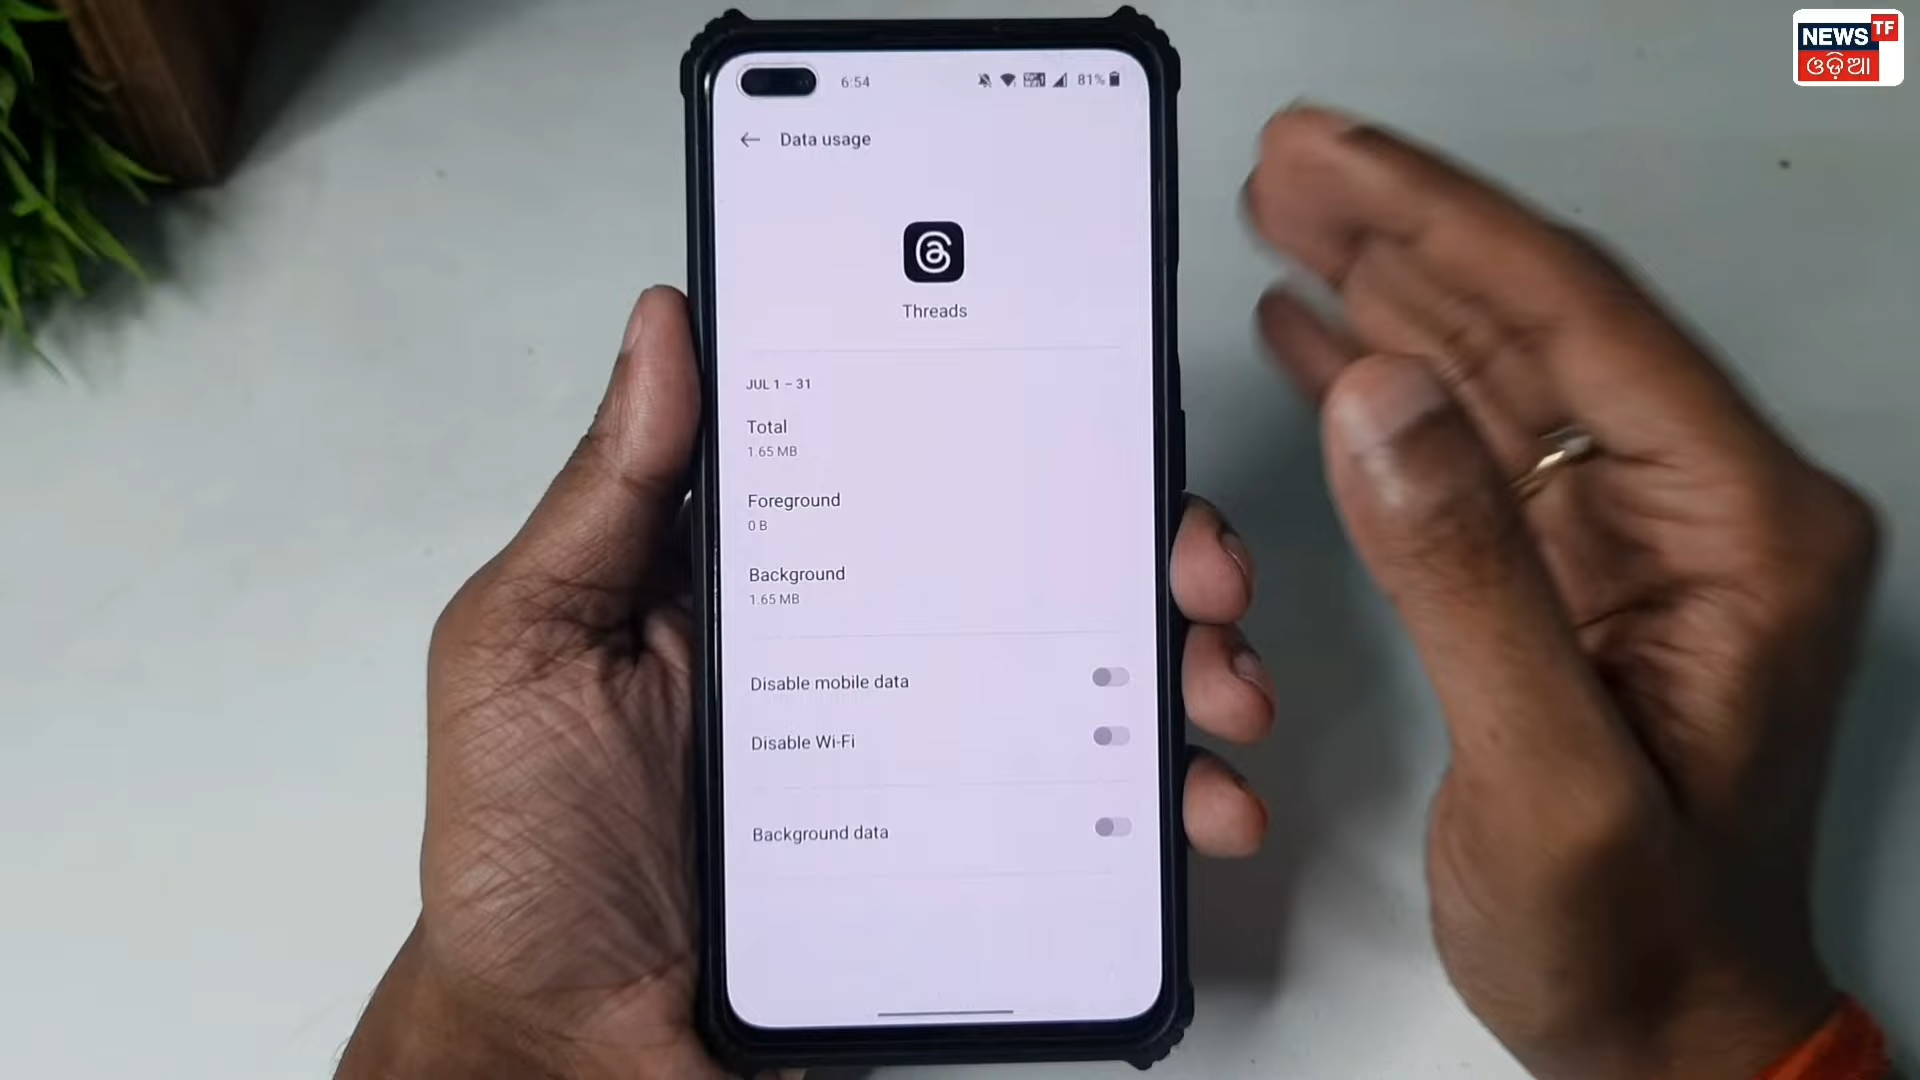 NEWS TF
ଓଡ଼ିଆ
6:54
81%
Data usage
Threads
JUL 1 – 31
Total
1.65 MB
Foreground
0 B
Background
1.65 MB
Disable mobile data
Disable Wi-Fi
Background data